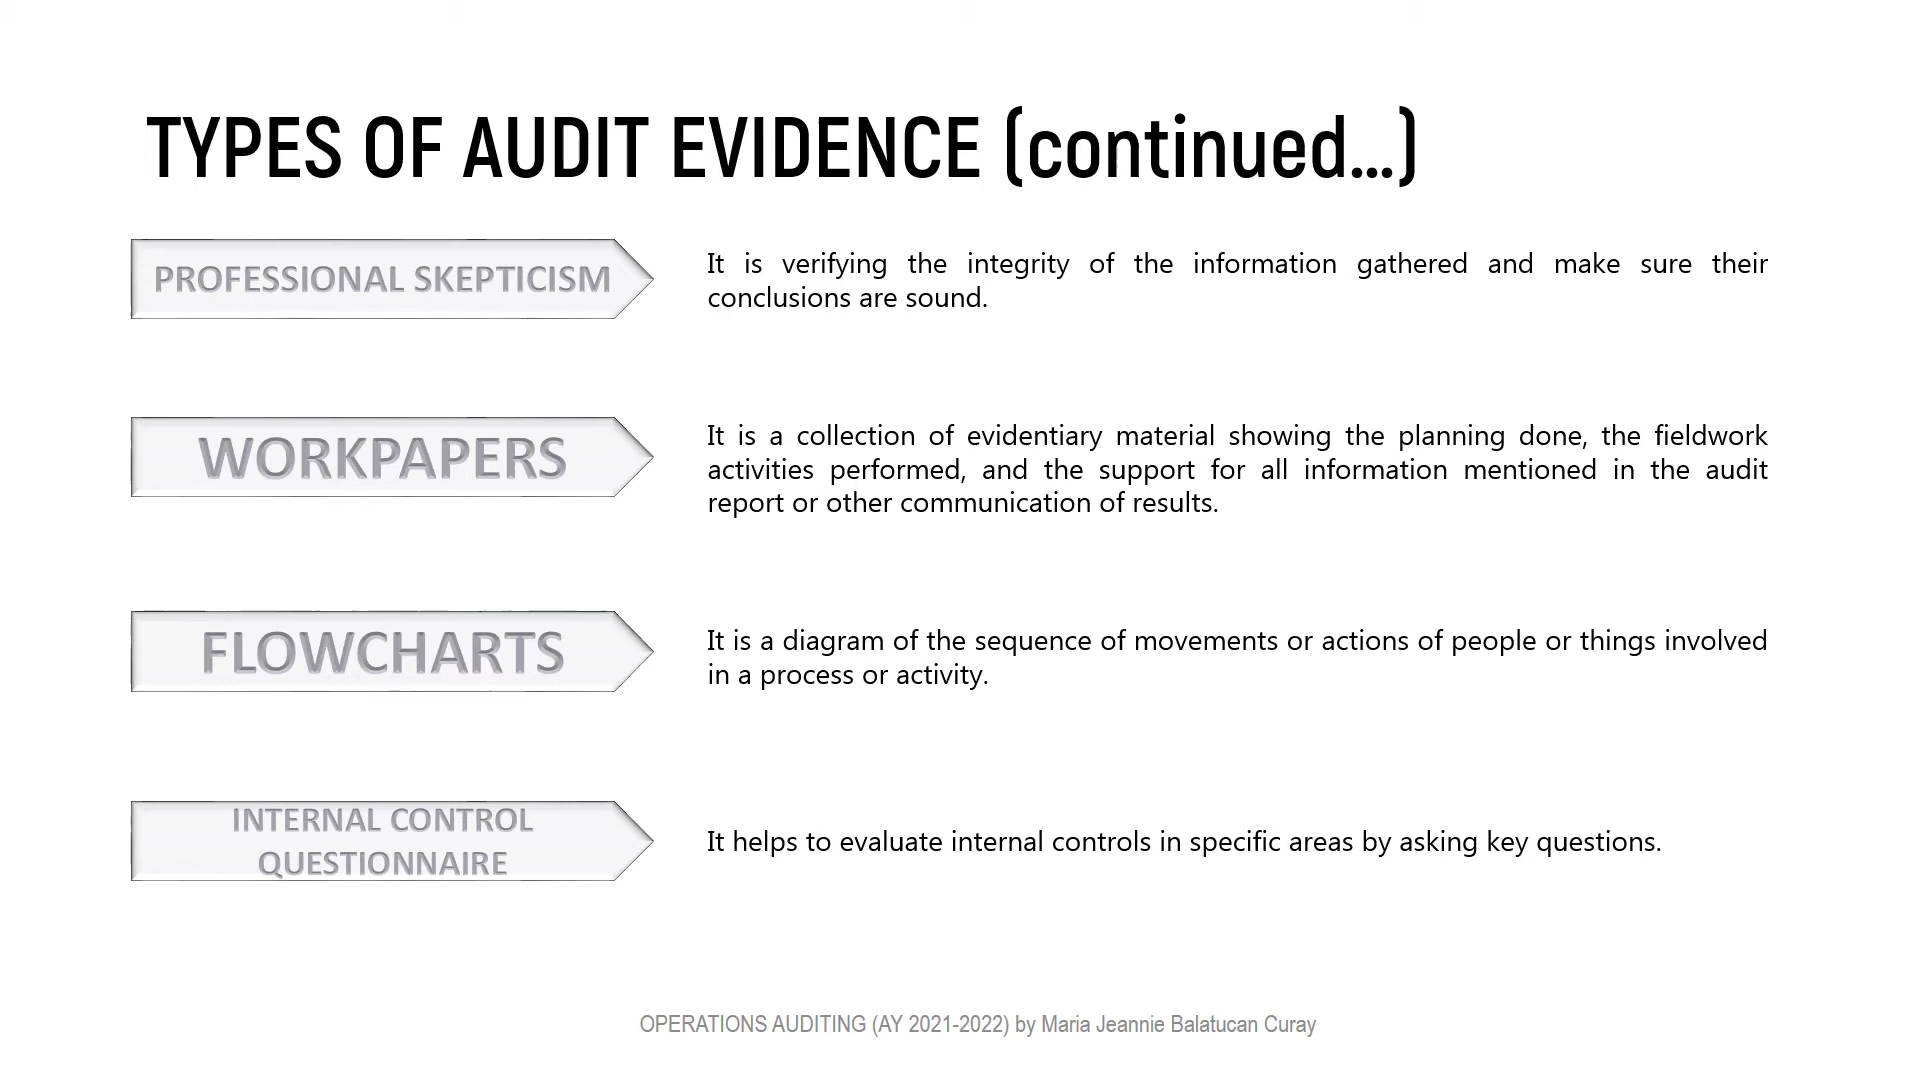 TYPES OF AUDIT EVIDENCE (continued...)
PROFESSIONAL SKEPTICISM
It is verifying the integrity of the information gathered and make sure their
conclusions are sound.
WORKPAPERS
It is a collection of evidentiary material showing the planning done, the fieldwork
activities performed, and the support for all information mentioned in the audit
report or other communication of results.
FLOWCHARTS
It is a diagram of the sequence of movements or actions of people or things involved
in a process or activity.
INTERNAL CONTROL
QUESTIONNAIRE
It helps to evaluate internal controls in specific areas by asking key questions.
OPERATIONS AUDITING (AY 2021-2022) by Maria Jeannie Balatucan Curay